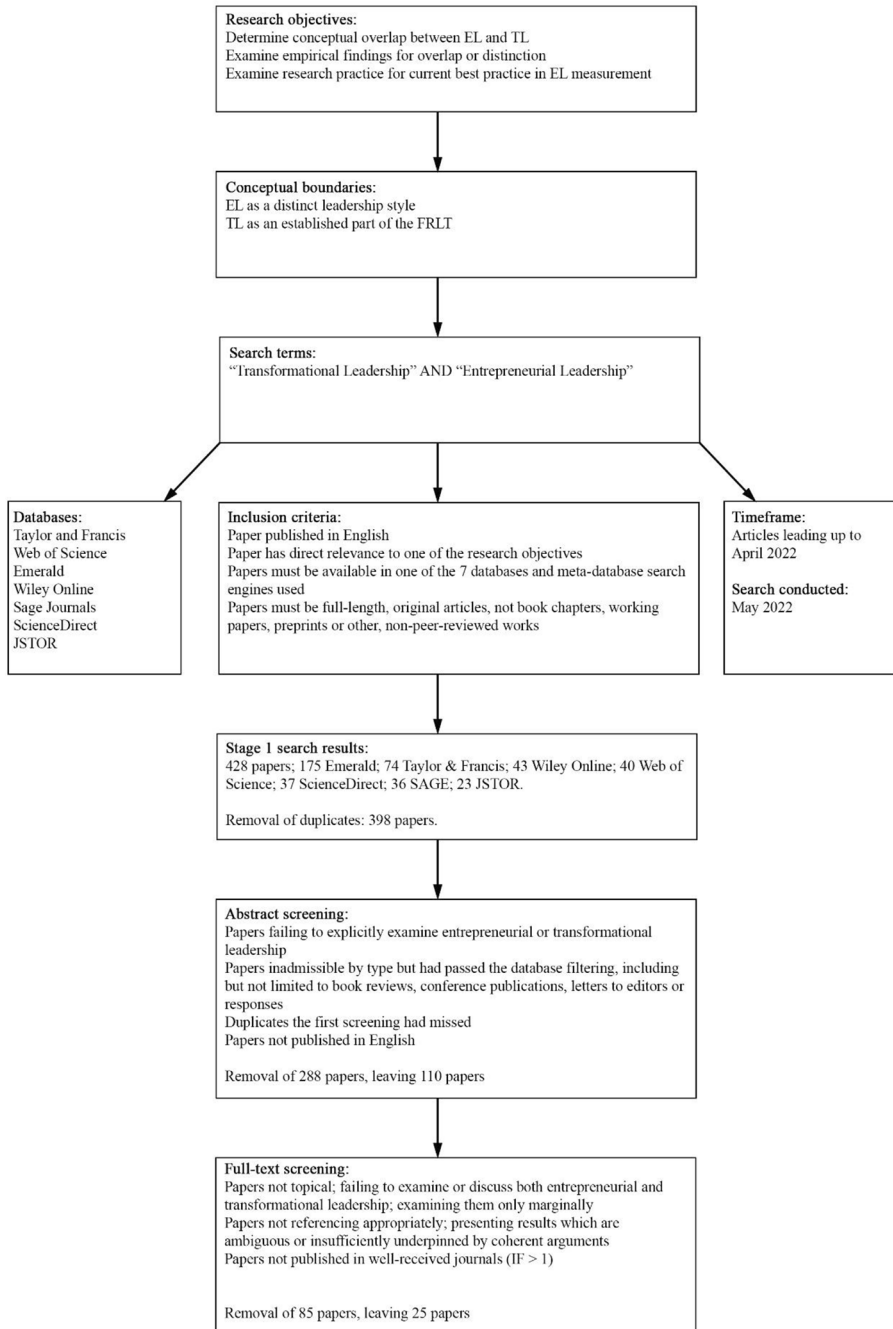 Research objectives:
Determine conceptual overlap between EL and TL
Examine empirical findings for overlap or distinction
Examine research practice for current best practice in EL measurement
Conceptual boundaries:
EL as a distinct leadership style
TL as an established part of the FRLT
Search terms:
“Transformational Leadership” AND “Entrepreneurial Leadership”
Databases:
Taylor and Francis
Web of Science
Emerald
Wiley Online
Sage Journals
ScienceDirect
JSTOR
Inclusion criteria:
Paper published in English
Paper has direct relevance to one of the research objectives
Papers must be available in one of the 7 databases and meta-database search
engines used
Papers must be full-length, original articles, not book chapters, working
papers, preprints or other, non-peer-reviewed works
Timeframe:
Articles leading up to
April 2022
Search conducted:
May 2022
Stage 1 search results:
428 papers; 175 Emerald; 74 Taylor & Francis; 43 Wiley Online; 40 Web of
Science; 37 ScienceDirect; 36 SAGE; 23 JSTOR.
Removal of duplicates: 398 papers.
Abstract screening:
Papers failing to explicitly examine entrepreneurial or transformational
leadership
Papers inadmissible by type but had passed the database filtering, including
but not limited to book reviews, conference publications, letters to editors or
responses
Duplicates the first screening had missed
Papers not published in English
Removal of 288 papers, leaving 110 papers
Full-text screening:
Papers not topical; failing to examine or discuss both entrepreneurial and
transformational leadership; examining them only marginally
Papers not referencing appropriately; presenting results which are
ambiguous or insufficiently underpinned by coherent arguments
Papers not published in well-received journals (IF > 1)
Removal of 85 papers, leaving 25 papers